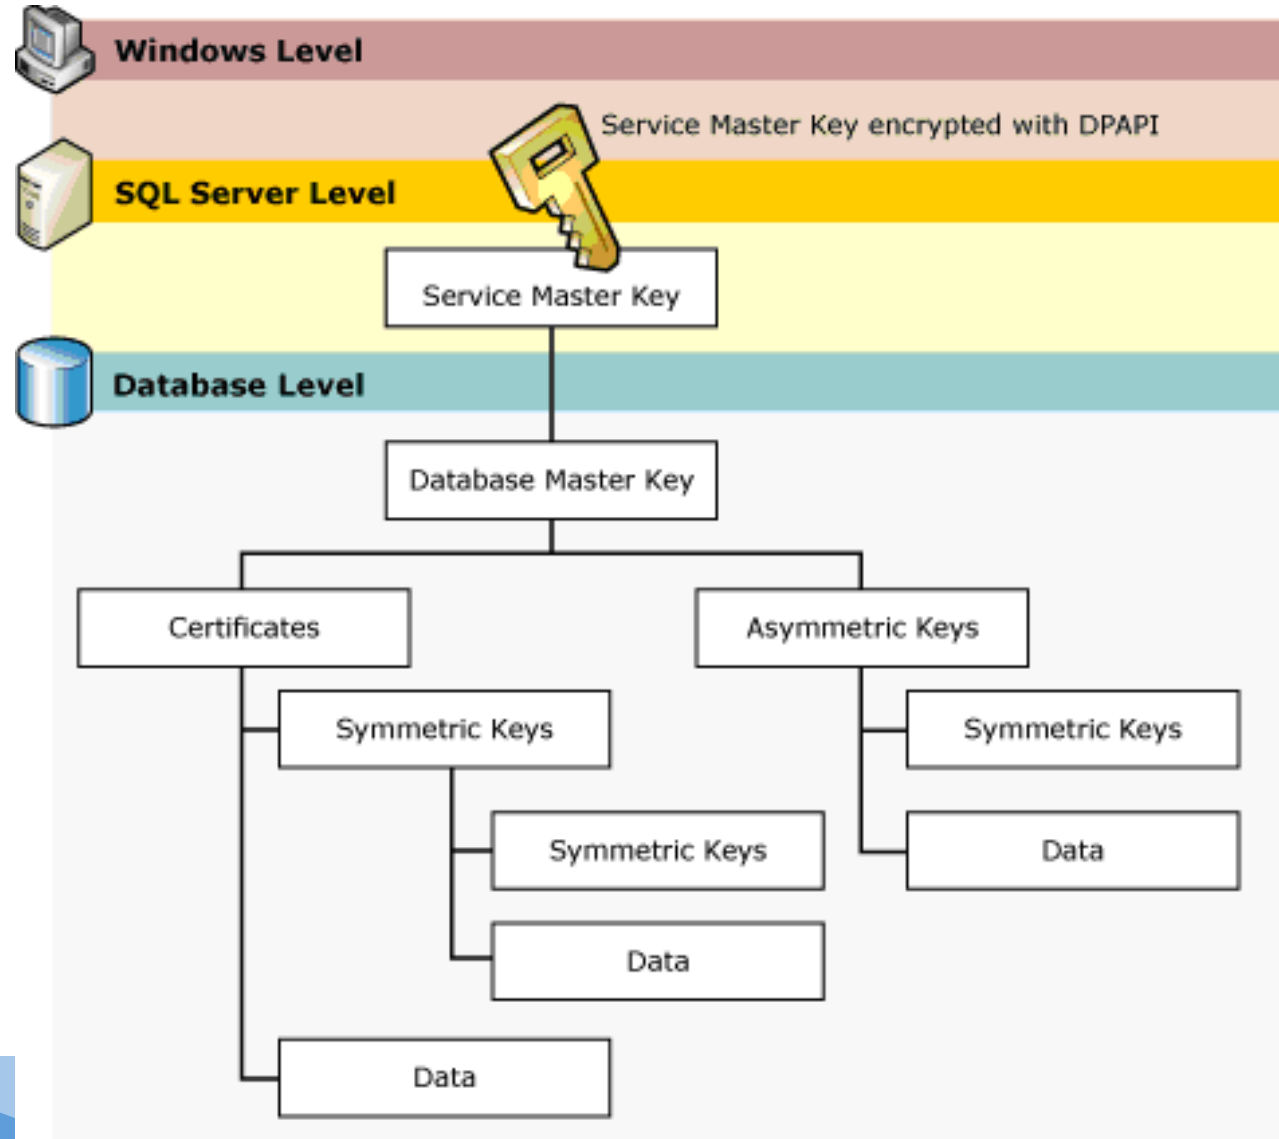 Windows Level
Service Master Key encrypted with DPAPI
SQL Server Level
Service Master Key
Database Level
Database Master Key
Certificates
Asymmetric Keys
Symmetric Keys
Symmetric Keys
Symmetric Keys
Data
Data
Data